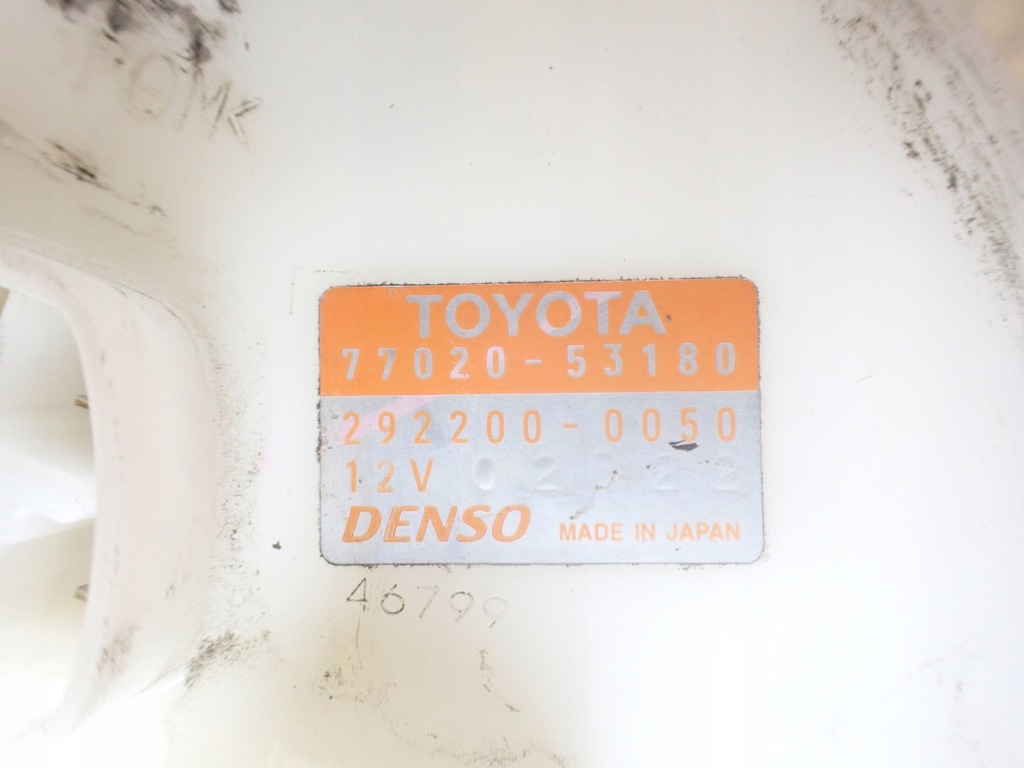 TOYOTA
77020-53180
292200-0050
12V
DENSO MADE IN JAPAN
46799